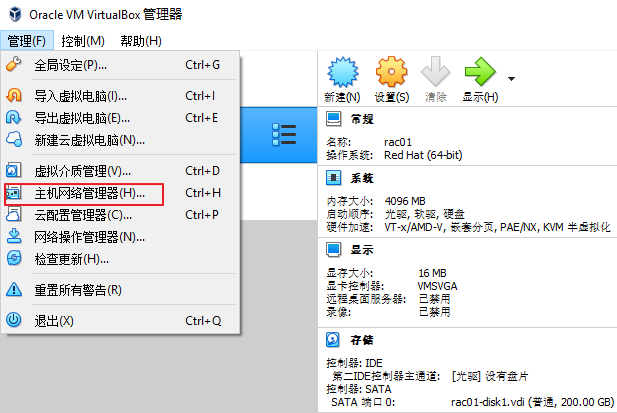 Oracle VM VirtualBox 管理器
管理(F) 控制(M) 帮助(H)
全局设定(P)... Ctrl+G
导入虚拟电脑(I)... Ctrl+I
导出虚拟电脑(E)... Ctrl+E
新建云虚拟电脑(N)...
虚拟介质管理(V)... Ctrl+D
主机网络管理器(H)... Ctrl+H
云配置管理器(C)... Ctrl+P
网络操作管理器(N)...
检查更新(H)...
重置所有警告(R)
退出(X) Ctrl+Q
新建(N) 设置(S) 清除 显示(H)
常规
名称: rac01
操作系统: Red Hat (64-bit)
系统
内存大小: 4096 MB
启动顺序: 光驱, 软驱, 硬盘
硬件加速: VT-x/AMD-V, 嵌套分页, PAE/NX, KVM 半虚拟化
显示
显存大小: 16 MB
显卡控制器: VMSVGA
远程桌面服务器: 已禁用
录像: 已禁用
存储
控制器: IDE
第二IDE控制器主通道: [光驱] 没有盘片
控制器: SATA
SATA 端口 0: rac01-disk1.vdi (普通, 200.00 GB)